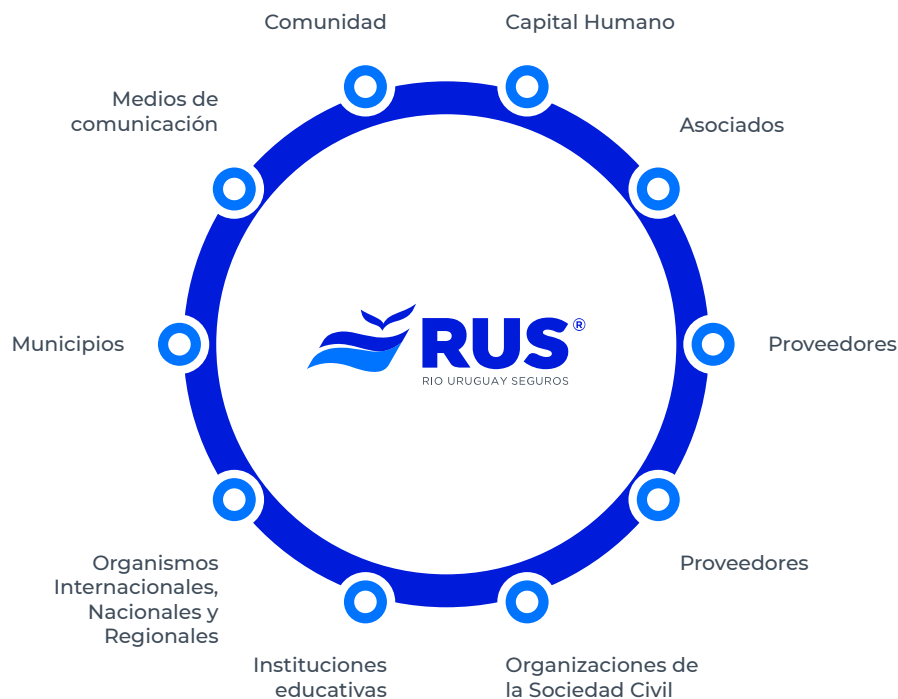 Comunidad
Capital Humano
Medios de
comunicación
Asociados
Municipios
RUS®
RIO URUGUAY SEGUROS
Proveedores
Organismos
Internacionales,
Nacionales y
Regionales
Proveedores
Instituciones
educativas
Organizaciones de
la Sociedad Civil